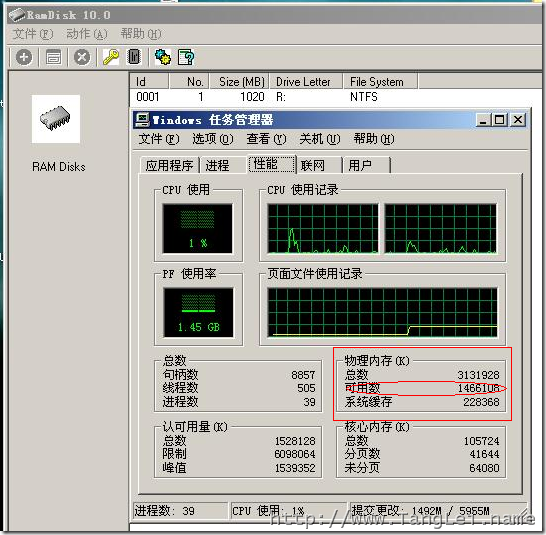 RamDisk 10.0
文件(F) 动作(A) 帮助(H)
Id No. Size (MB) Drive Letter File System
0001 1 1020 R: NTFS
RAM Disks
Windows 任务管理器
文件(F) 选项(O) 查看(V) 关机(U) 帮助(H)
应用程序 进程 性能 联网 用户
CPU 使用 CPU 使用记录
1 %
PF 使用率 页面文件使用记录
1.45 GB
总数 物理内存(K)
句柄数 8857 总数 3131928
线程数 505 可用数 1466108
进程数 39 系统缓存 228368
认可用量(K) 核心内存(K)
总数 1528128 总数 105724
限制 6098064 分页数 41644
峰值 1539352 未分页 64080
进程数: 39 CPU 使用: 1% 提交更改: 1492M / 5955M
http://www.TangLei.name